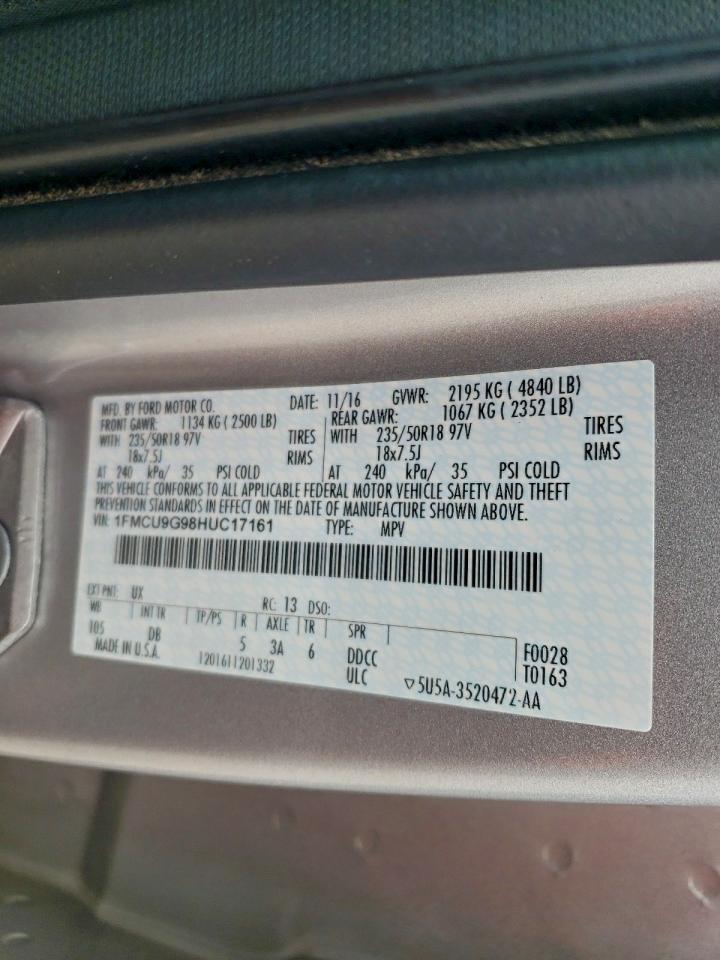 MFD. BY FORD MOTOR CO. DATE: 11/16 GVWR: 2195 KG ( 4840 LB)
FRONT GAWR: 1134 KG ( 2500 LB) REAR GAWR: 1067 KG ( 2352 LB)
WITH 235/50R18 97V TIRES WITH 235/50R18 97V TIRES
18x7.5J RIMS 18x7.5J RIMS
AT 240 kPa/ 35 PSI COLD AT 240 kPa/ 35 PSI COLD
THIS VEHICLE CONFORMS TO ALL APPLICABLE FEDERAL MOTOR VEHICLE SAFETY AND THEFT
PREVENTION STANDARDS IN EFFECT ON THE DATE OF MANUFACTURE SHOWN ABOVE.
VIN: 1FMCU9G98HUC17161 TYPE: MPV
EXT PNT: UX RC: 13 DSO:
WB INT TR TP/PS R AXLE TR SPR
105 DB 5 3A 6 DDCC F0028
MADE IN U.S.A. 1201611201332 ULC T0163
▽5U5A-3520472-AA